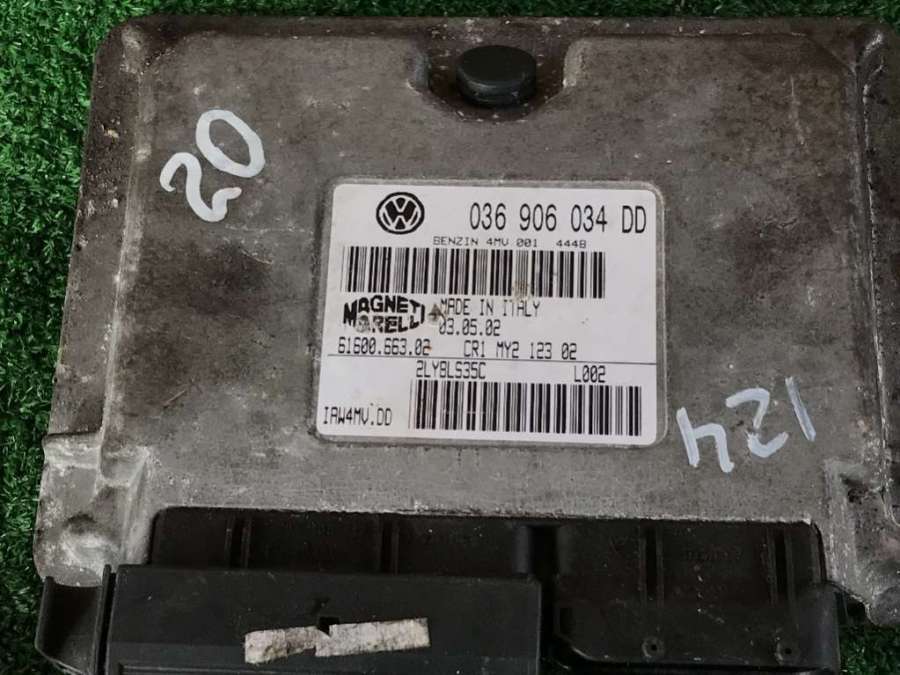 20
036 906 034 DD
BENZIN 4MV 001 4448
MAGNETI
MARELLI
MADE IN ITALY
03.05.02
61600.663.02 CR1 MY2 123 02
2LY8LS35C L002
IAW4MV.DD
124